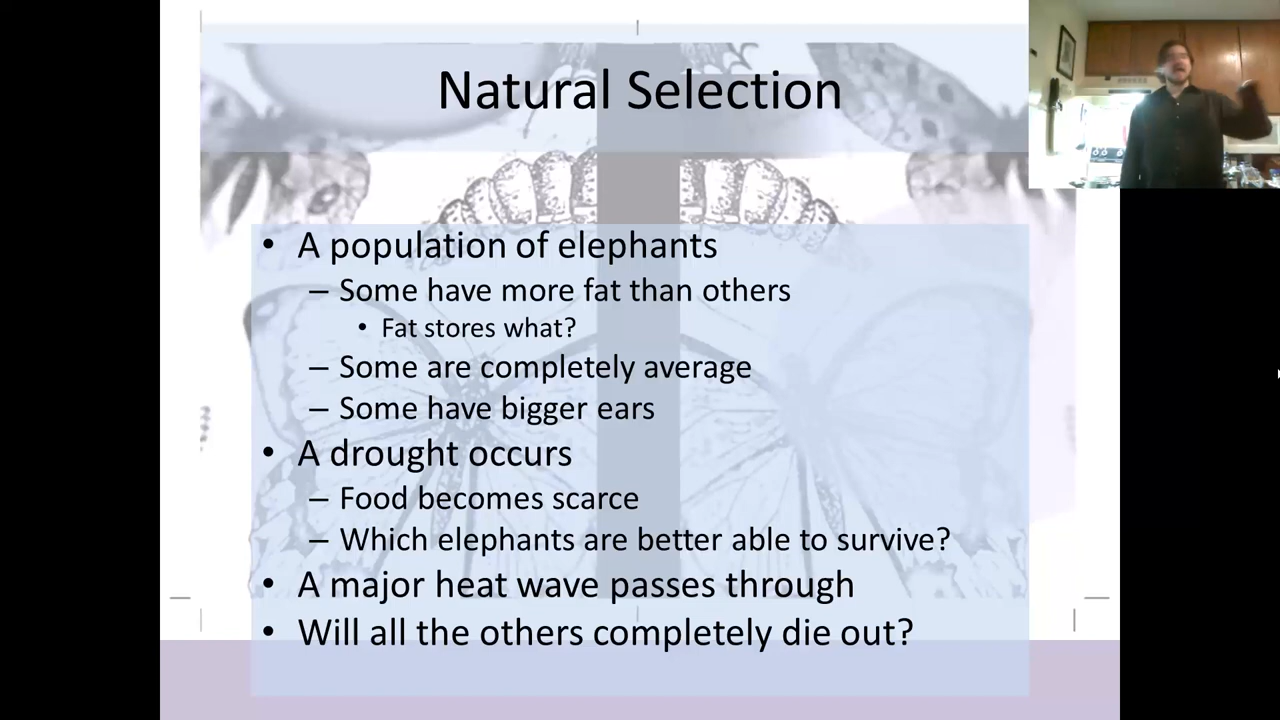 Natural Selection
• A population of elephants
– Some have more fat than others
• Fat stores what?
– Some are completely average
– Some have bigger ears
• A drought occurs
– Food becomes scarce
– Which elephants are better able to survive?
• A major heat wave passes through
• Will all the others completely die out?